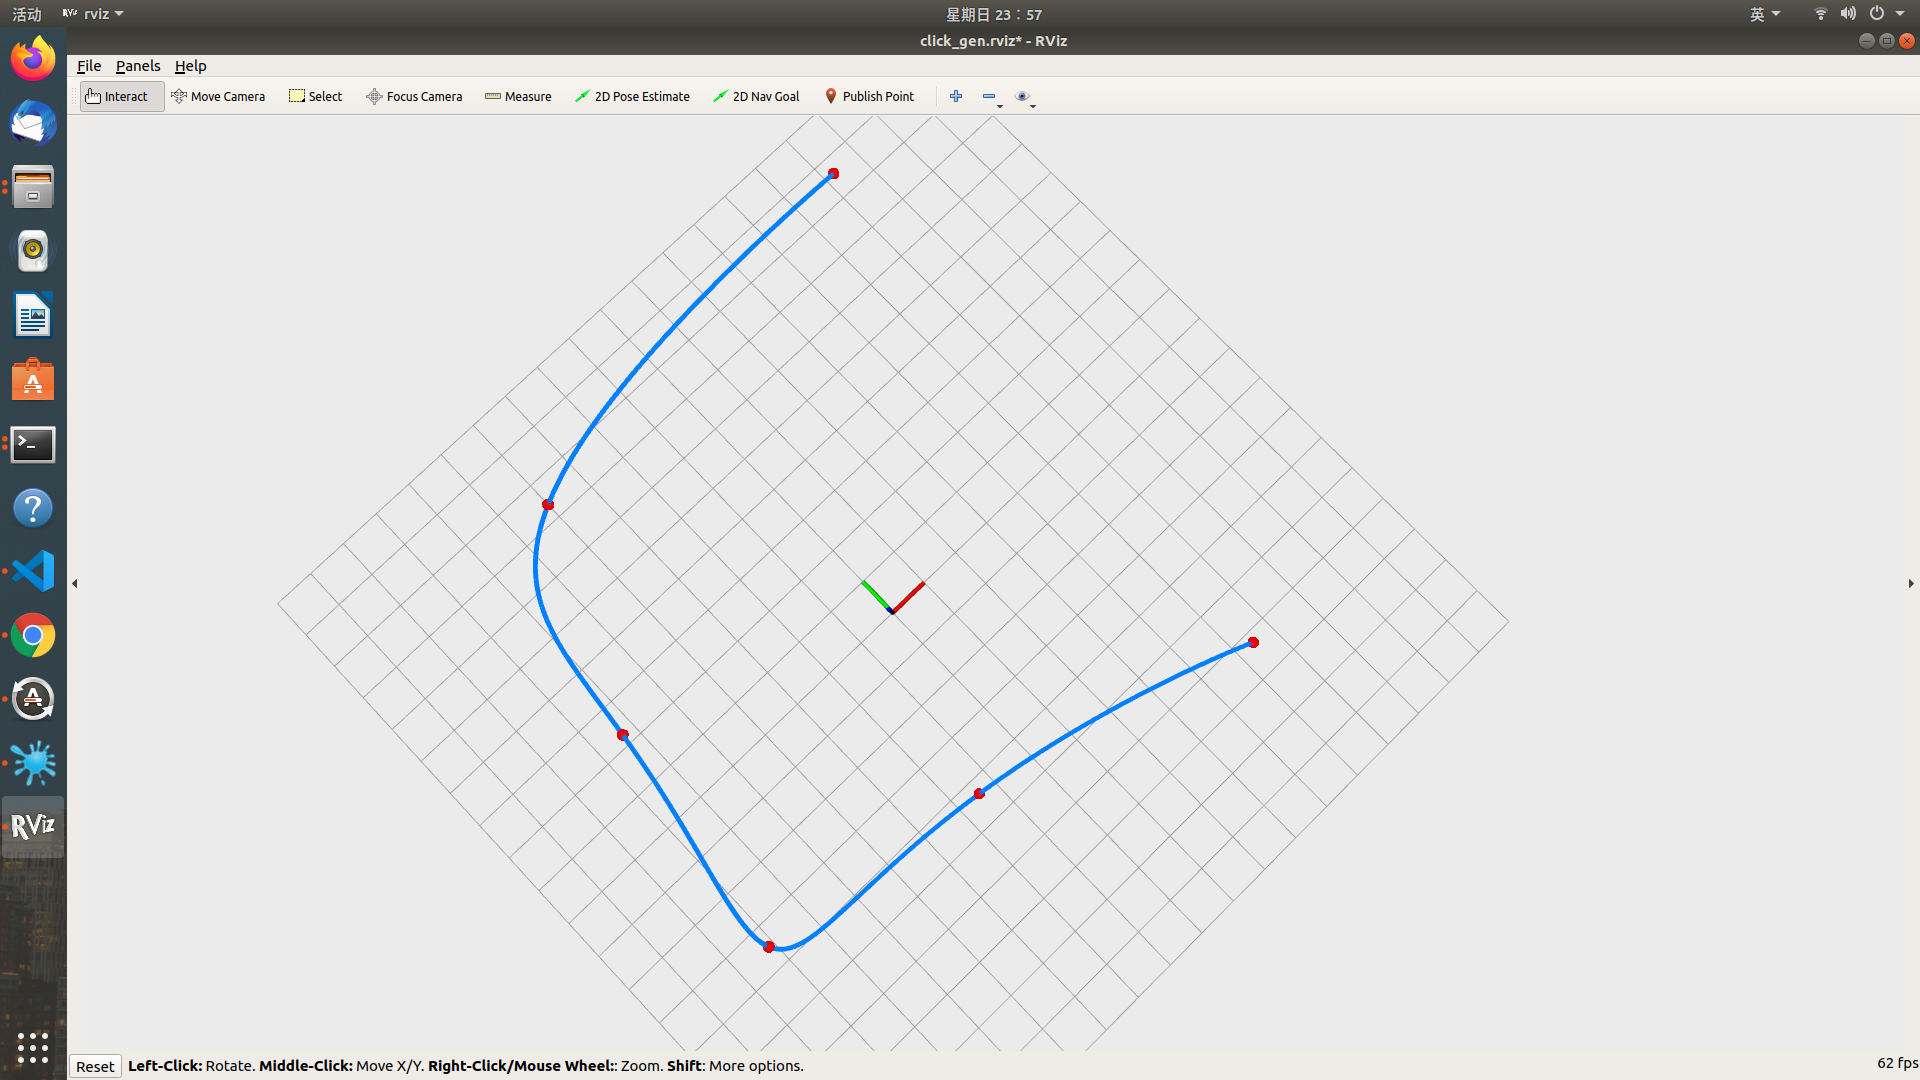 活动 RViz rviz 星期日 23：57 英
click_gen.rviz* - RViz
File Panels Help
Interact Move Camera Select Focus Camera Measure 2D Pose Estimate 2D Nav Goal Publish Point
RViz
Reset Left-Click: Rotate. Middle-Click: Move X/Y. Right-Click/Mouse Wheel:: Zoom. Shift: More options. 62 fps